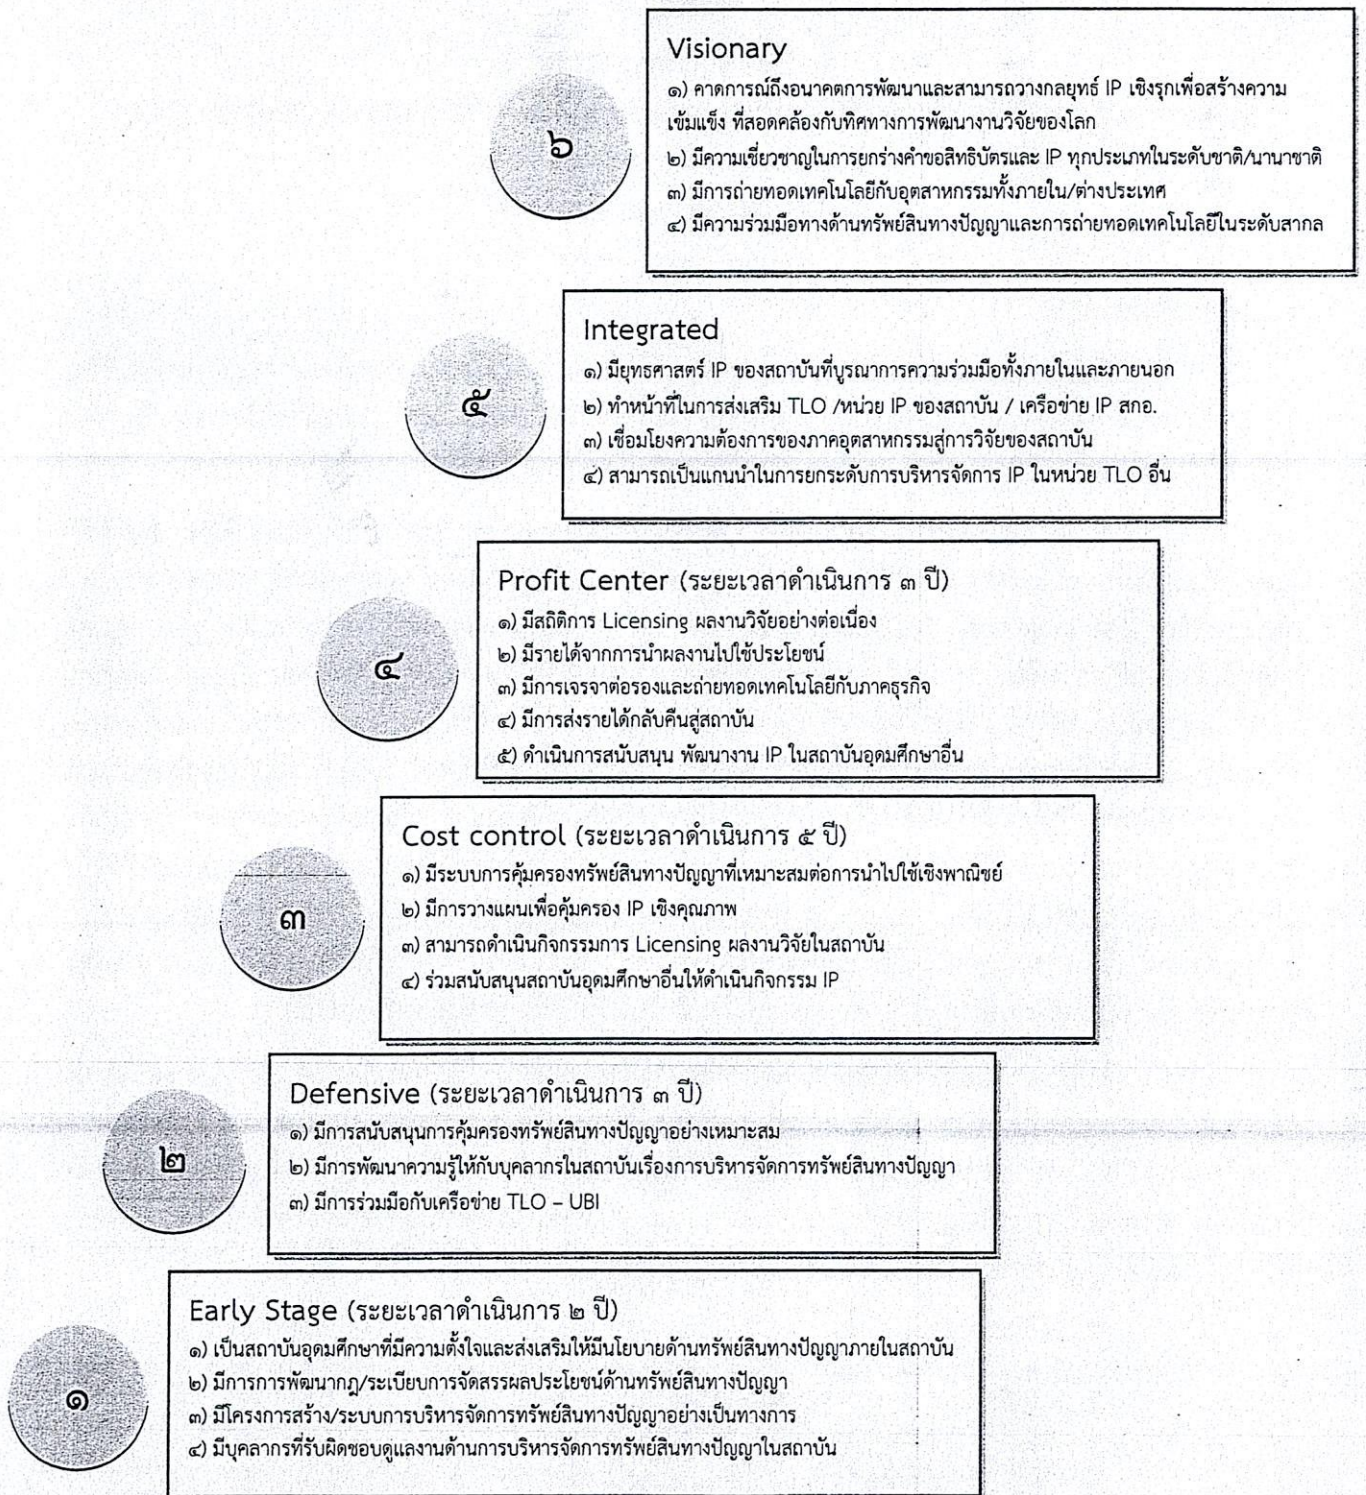 ๖
Visionary
๑) คาดการณ์ถึงอนาคตการพัฒนาและสามารถวางกลยุทธ์ IP เชิงรุกเพื่อสร้างความ
เข้มแข็ง ที่สอดคล้องกับทิศทางการพัฒนางานวิจัยของโลก
๒) มีความเชี่ยวชาญในการยกร่างคำขอสิทธิบัตรและ IP ทุกประเภทในระดับชาติ/นานาชาติ
๓) มีการถ่ายทอดเทคโนโลยีกับอุตสาหกรรมทั้งภายใน/ต่างประเทศ
๔) มีความร่วมมือทางด้านทรัพย์สินทางปัญญาและการถ่ายทอดเทคโนโลยีในระดับสากล
๕
Integrated
๑) มียุทธศาสตร์ IP ของสถาบันที่บูรณาการความร่วมมือทั้งภายในและภายนอก
๒) ทำหน้าที่ในการส่งเสริม TLO /หน่วย IP ของสถาบัน / เครือข่าย IP สกอ.
๓) เชื่อมโยงความต้องการของภาคอุตสาหกรรมสู่การวิจัยของสถาบัน
๔) สามารถเป็นแกนนำในการยกระดับการบริหารจัดการ IP ในหน่วย TLO อื่น
๔
Profit Center (ระยะเวลาดำเนินการ ๓ ปี)
๑) มีสถิติการ Licensing ผลงานวิจัยอย่างต่อเนื่อง
๒) มีรายได้จากการนำผลงานไปใช้ประโยชน์
๓) มีการเจรจาต่อรองและถ่ายทอดเทคโนโลยีกับภาคธุรกิจ
๔) มีการส่งรายได้กลับคืนสู่สถาบัน
๕) ดำเนินการสนับสนุน พัฒนางาน IP ในสถาบันอุดมศึกษาอื่น
๓
Cost control (ระยะเวลาดำเนินการ ๕ ปี)
๑) มีระบบการคุ้มครองทรัพย์สินทางปัญญาที่เหมาะสมต่อการนำไปใช้เชิงพาณิชย์
๒) มีการวางแผนเพื่อคุ้มครอง IP เชิงคุณภาพ
๓) สามารถดำเนินกิจกรรมการ Licensing ผลงานวิจัยในสถาบัน
๔) ร่วมสนับสนุนสถาบันอุดมศึกษาอื่นให้ดำเนินกิจกรรม IP
๒
Defensive (ระยะเวลาดำเนินการ ๓ ปี)
๑) มีการสนับสนุนการคุ้มครองทรัพย์สินทางปัญญาอย่างเหมาะสม
๒) มีการพัฒนาความรู้ให้กับบุคลากรในสถาบันเรื่องการบริหารจัดการทรัพย์สินทางปัญญา
๓) มีการร่วมมือกับเครือข่าย TLO – UBI
๑
Early Stage (ระยะเวลาดำเนินการ ๒ ปี)
๑) เป็นสถาบันอุดมศึกษาที่มีความตั้งใจและส่งเสริมให้มีนโยบายด้านทรัพย์สินทางปัญญาภายในสถาบัน
๒) มีการการพัฒนากฎ/ระเบียบการจัดสรรผลประโยชน์ด้านทรัพย์สินทางปัญญา
๓) มีโครงการสร้าง/ระบบการบริหารจัดการทรัพย์สินทางปัญญาอย่างเป็นทางการ
๔) มีบุคลากรที่รับผิดชอบดูแลงานด้านการบริหารจัดการทรัพย์สินทางปัญญาในสถาบัน